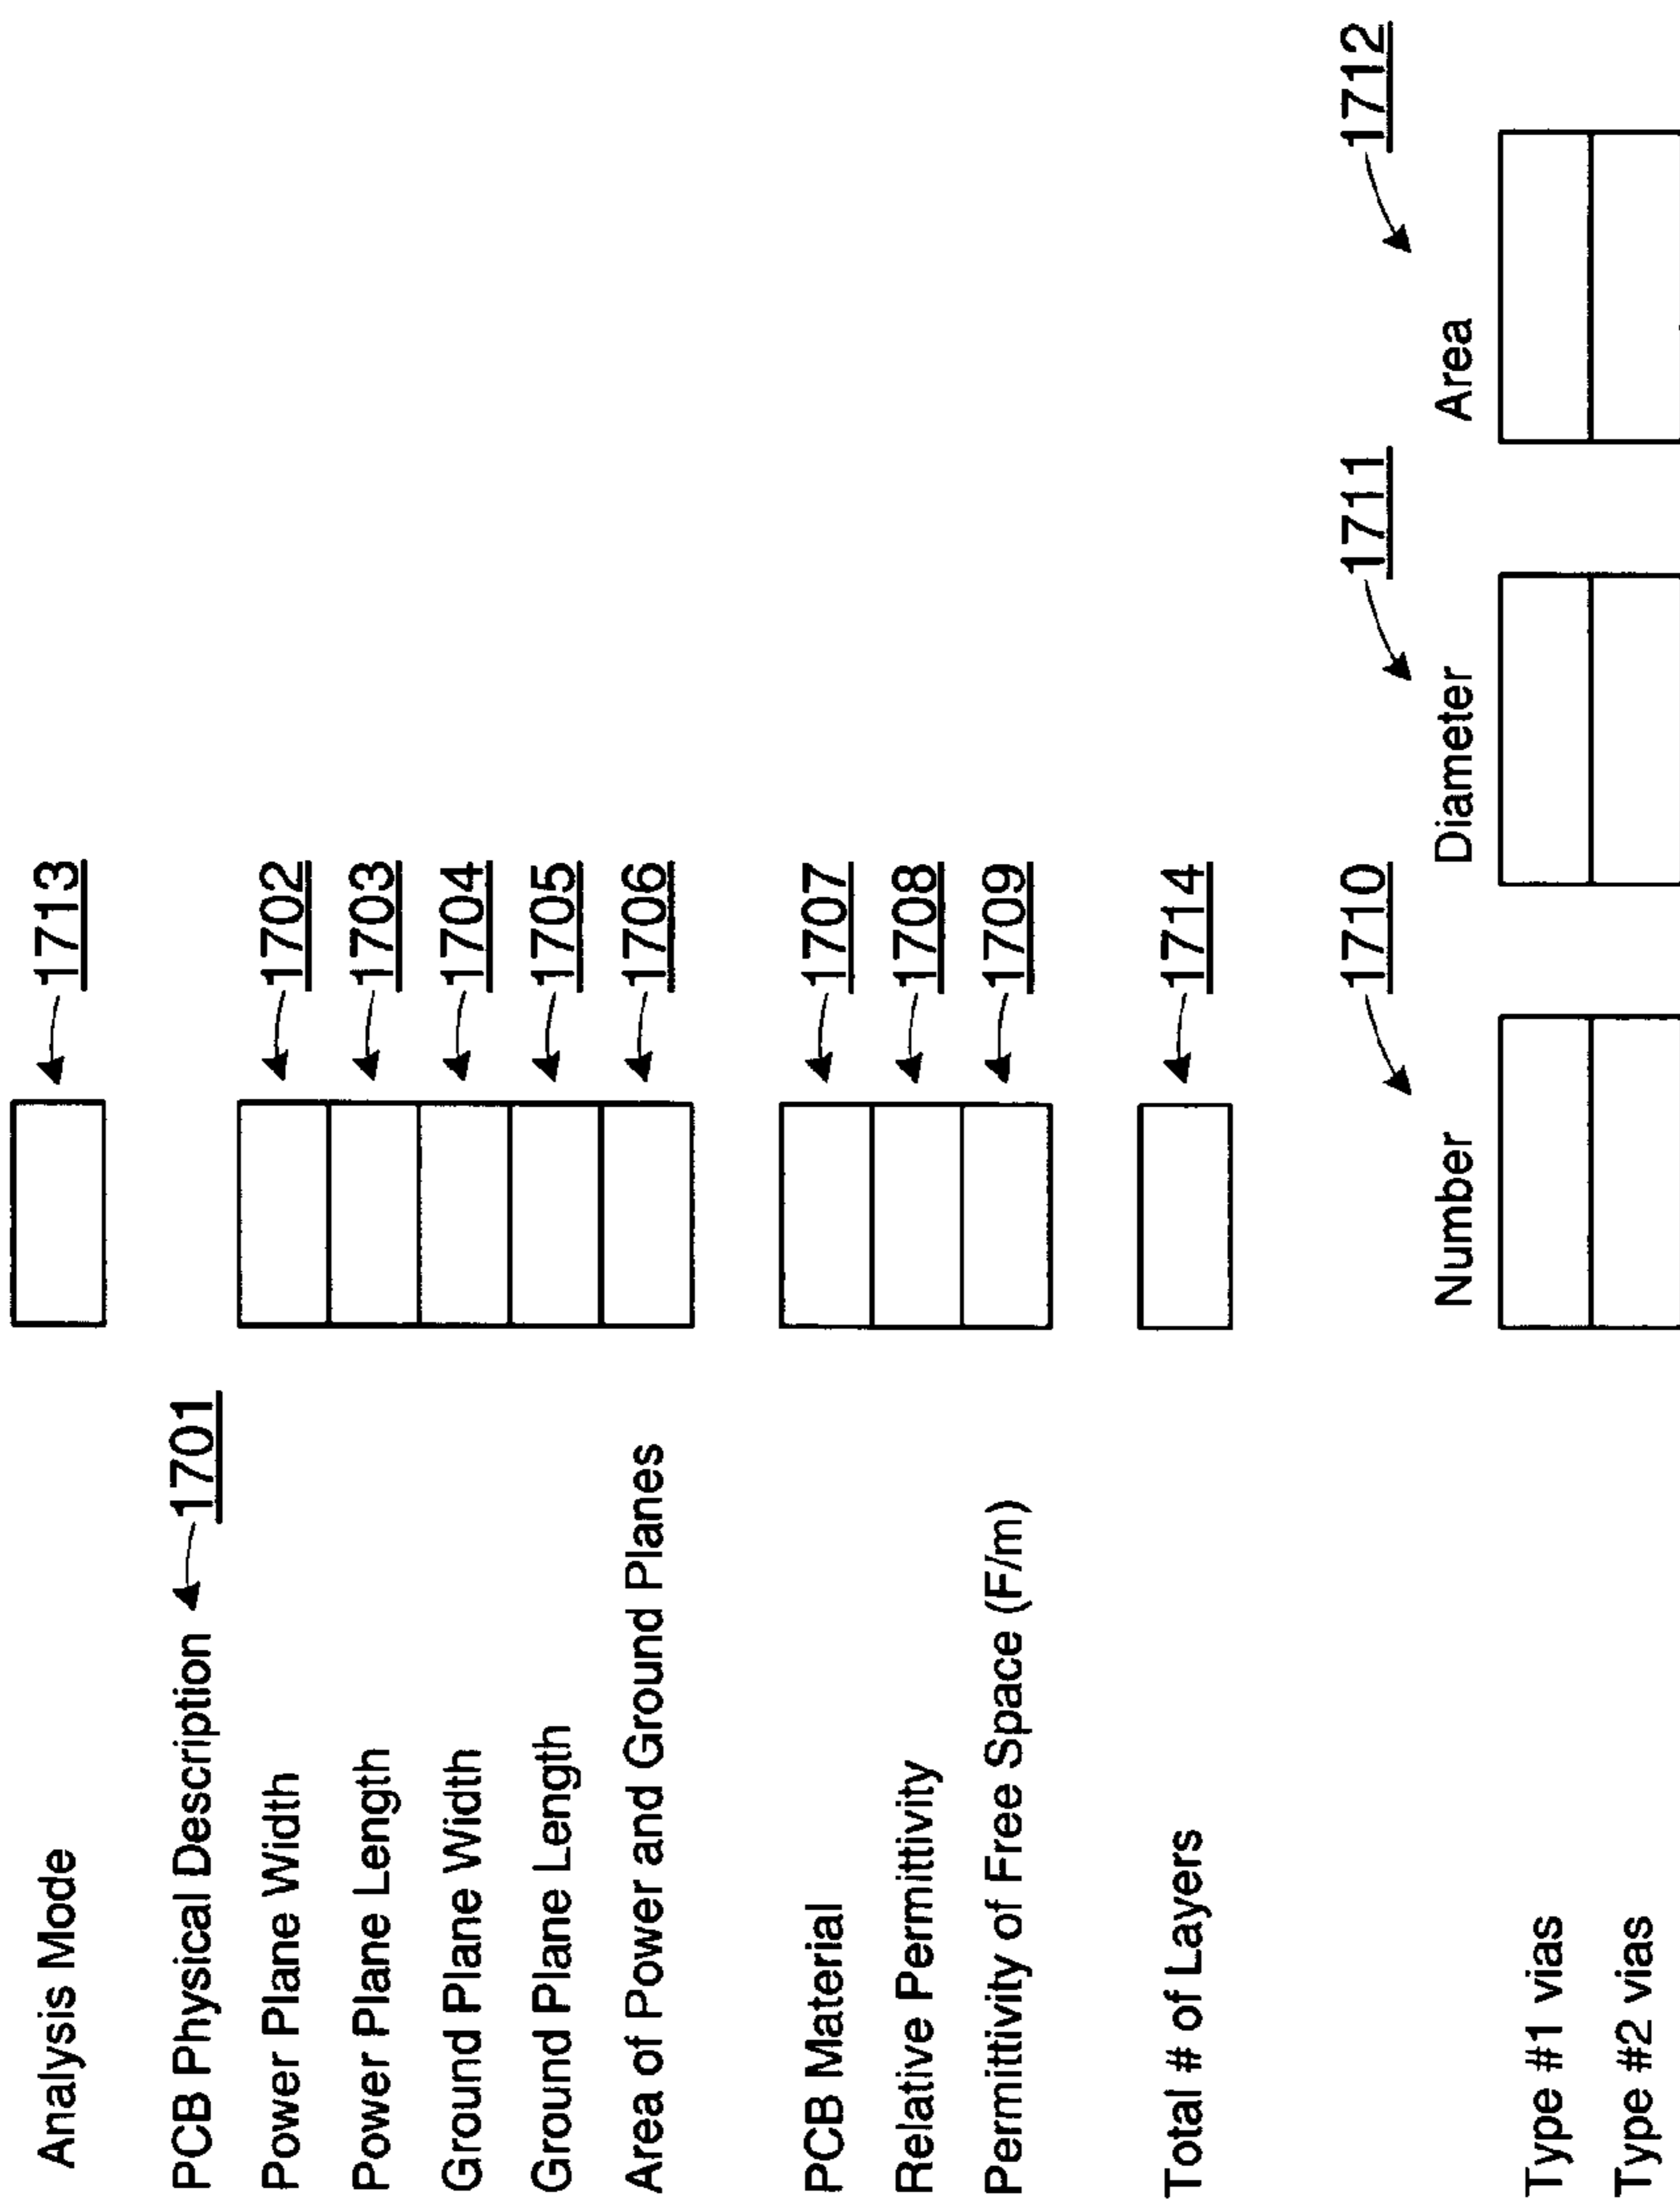 Analysis Mode 1713
PCB Physical Description 1701
Power Plane Width 1702
Power Plane Length 1703
Ground Plane Width 1704
Ground Plane Length 1705
Area of Power and Ground Planes 1706
PCB Material 1707
Relative Permittivity 1708
Permittivity of Free Space (F/m) 1709
Total # of Layers 1714
1710 1711 1712
Number Diameter Area
Type #1 vias
Type #2 vias